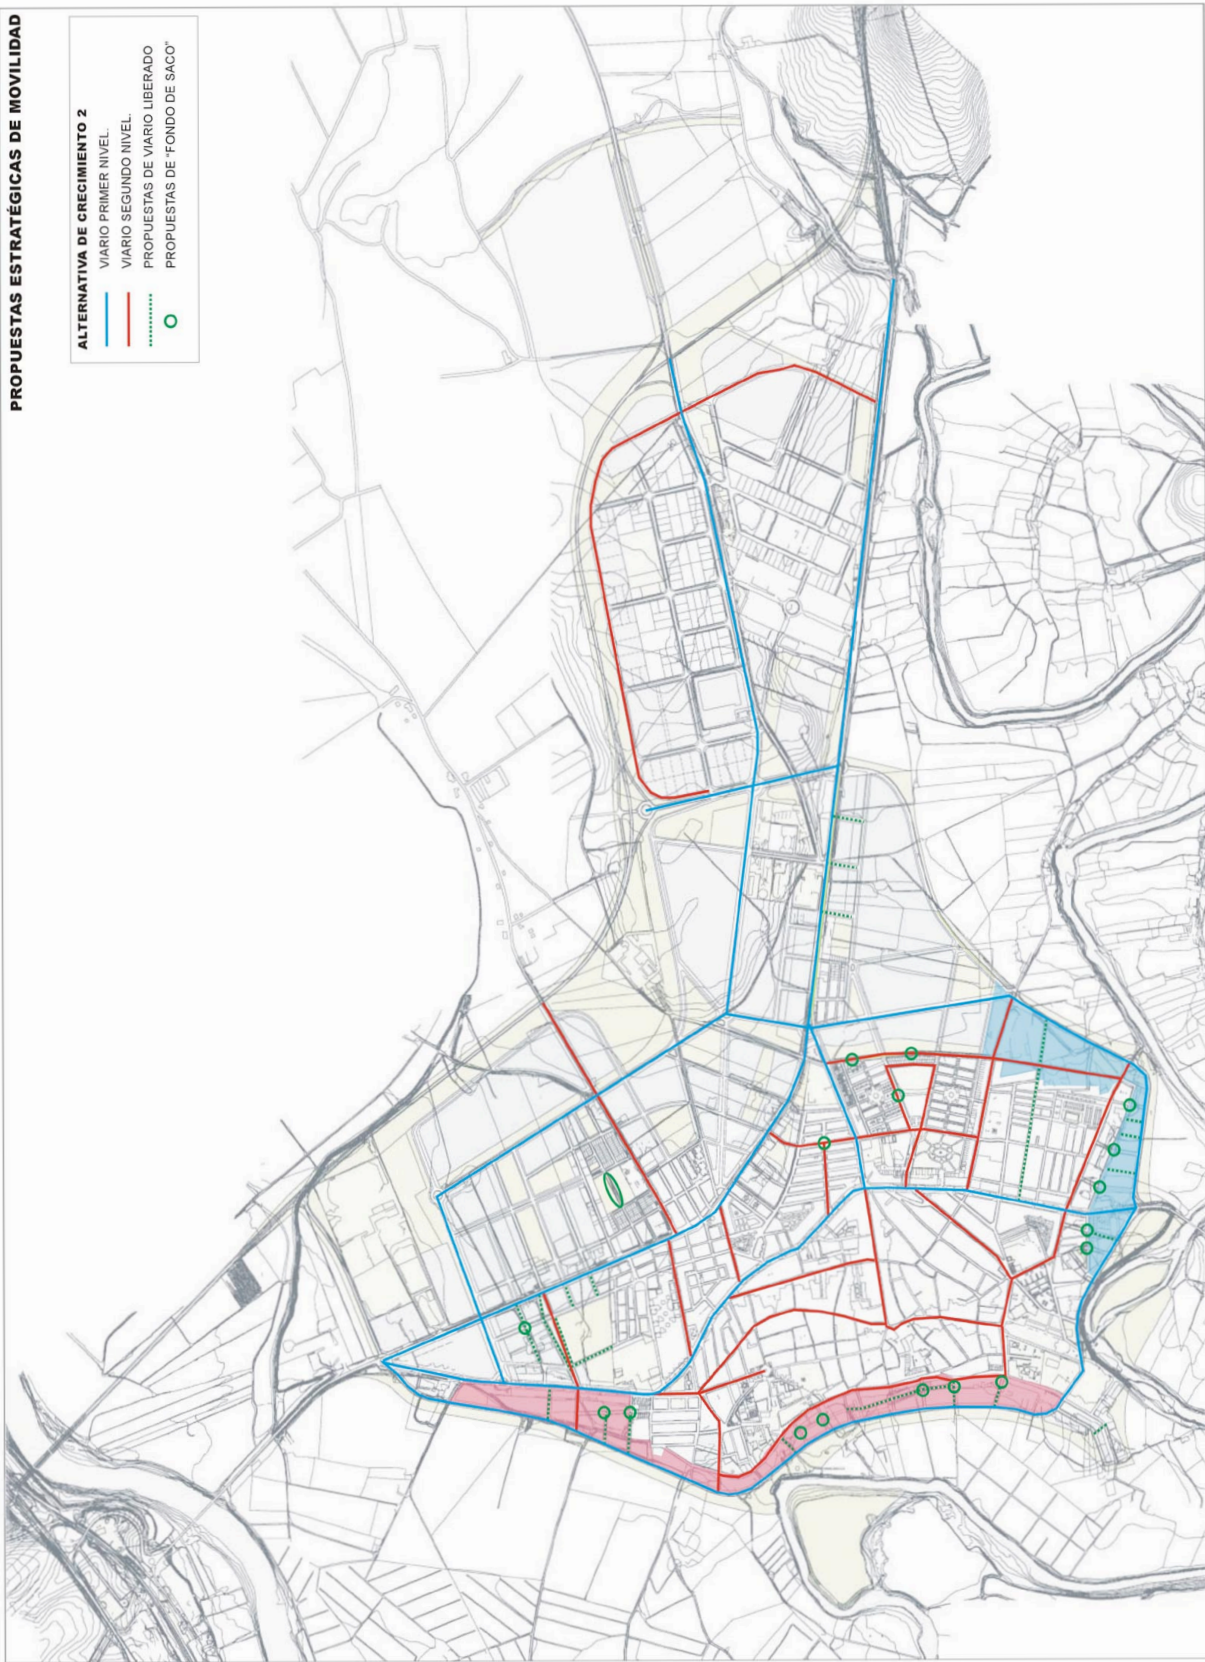 PROPUESTAS ESTRATÉGICAS DE MOVILIDAD
ALTERNATIVA DE CRECIMIENTO 2
VIARIO PRIMER NIVEL.
VIARIO SEGUNDO NIVEL.
PROPUESTAS DE VIARIO LIBERADO
PROPUESTAS DE "FONDO DE SACO"